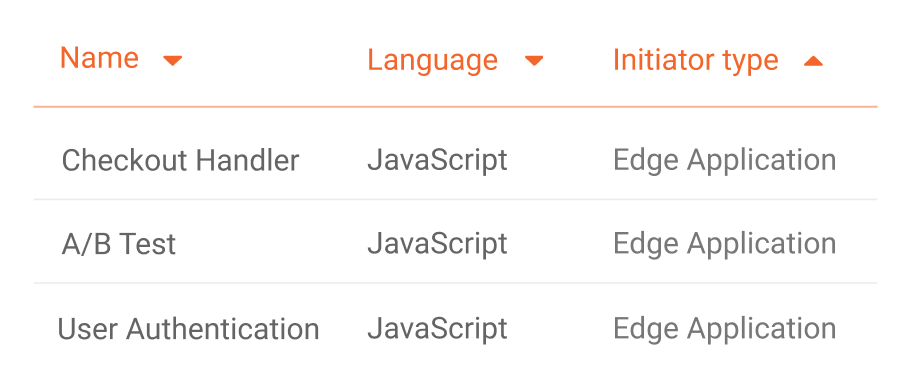 Name Language Initiator type
Checkout Handler JavaScript Edge Application
A/B Test JavaScript Edge Application
User Authentication JavaScript Edge Application